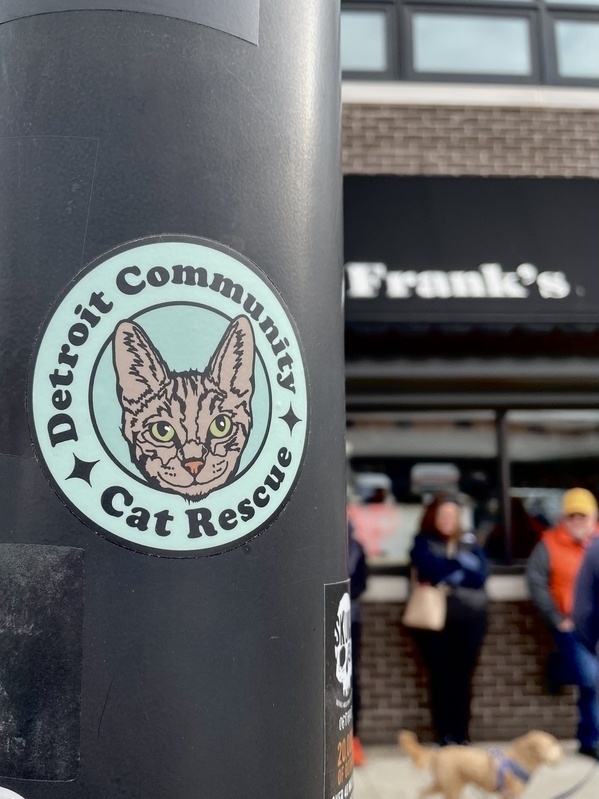 Detroit Community
Cat Rescue
Frank's